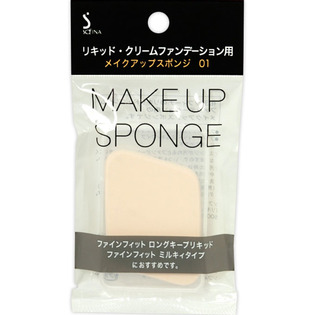 リキッド・クリームファンデーション用
メイクアップスポンジ 01
MAKE UP
SPONGE
ファインフィット ロングキープリキッド
ファインフィット ミルキィタイプ
におすすめです。